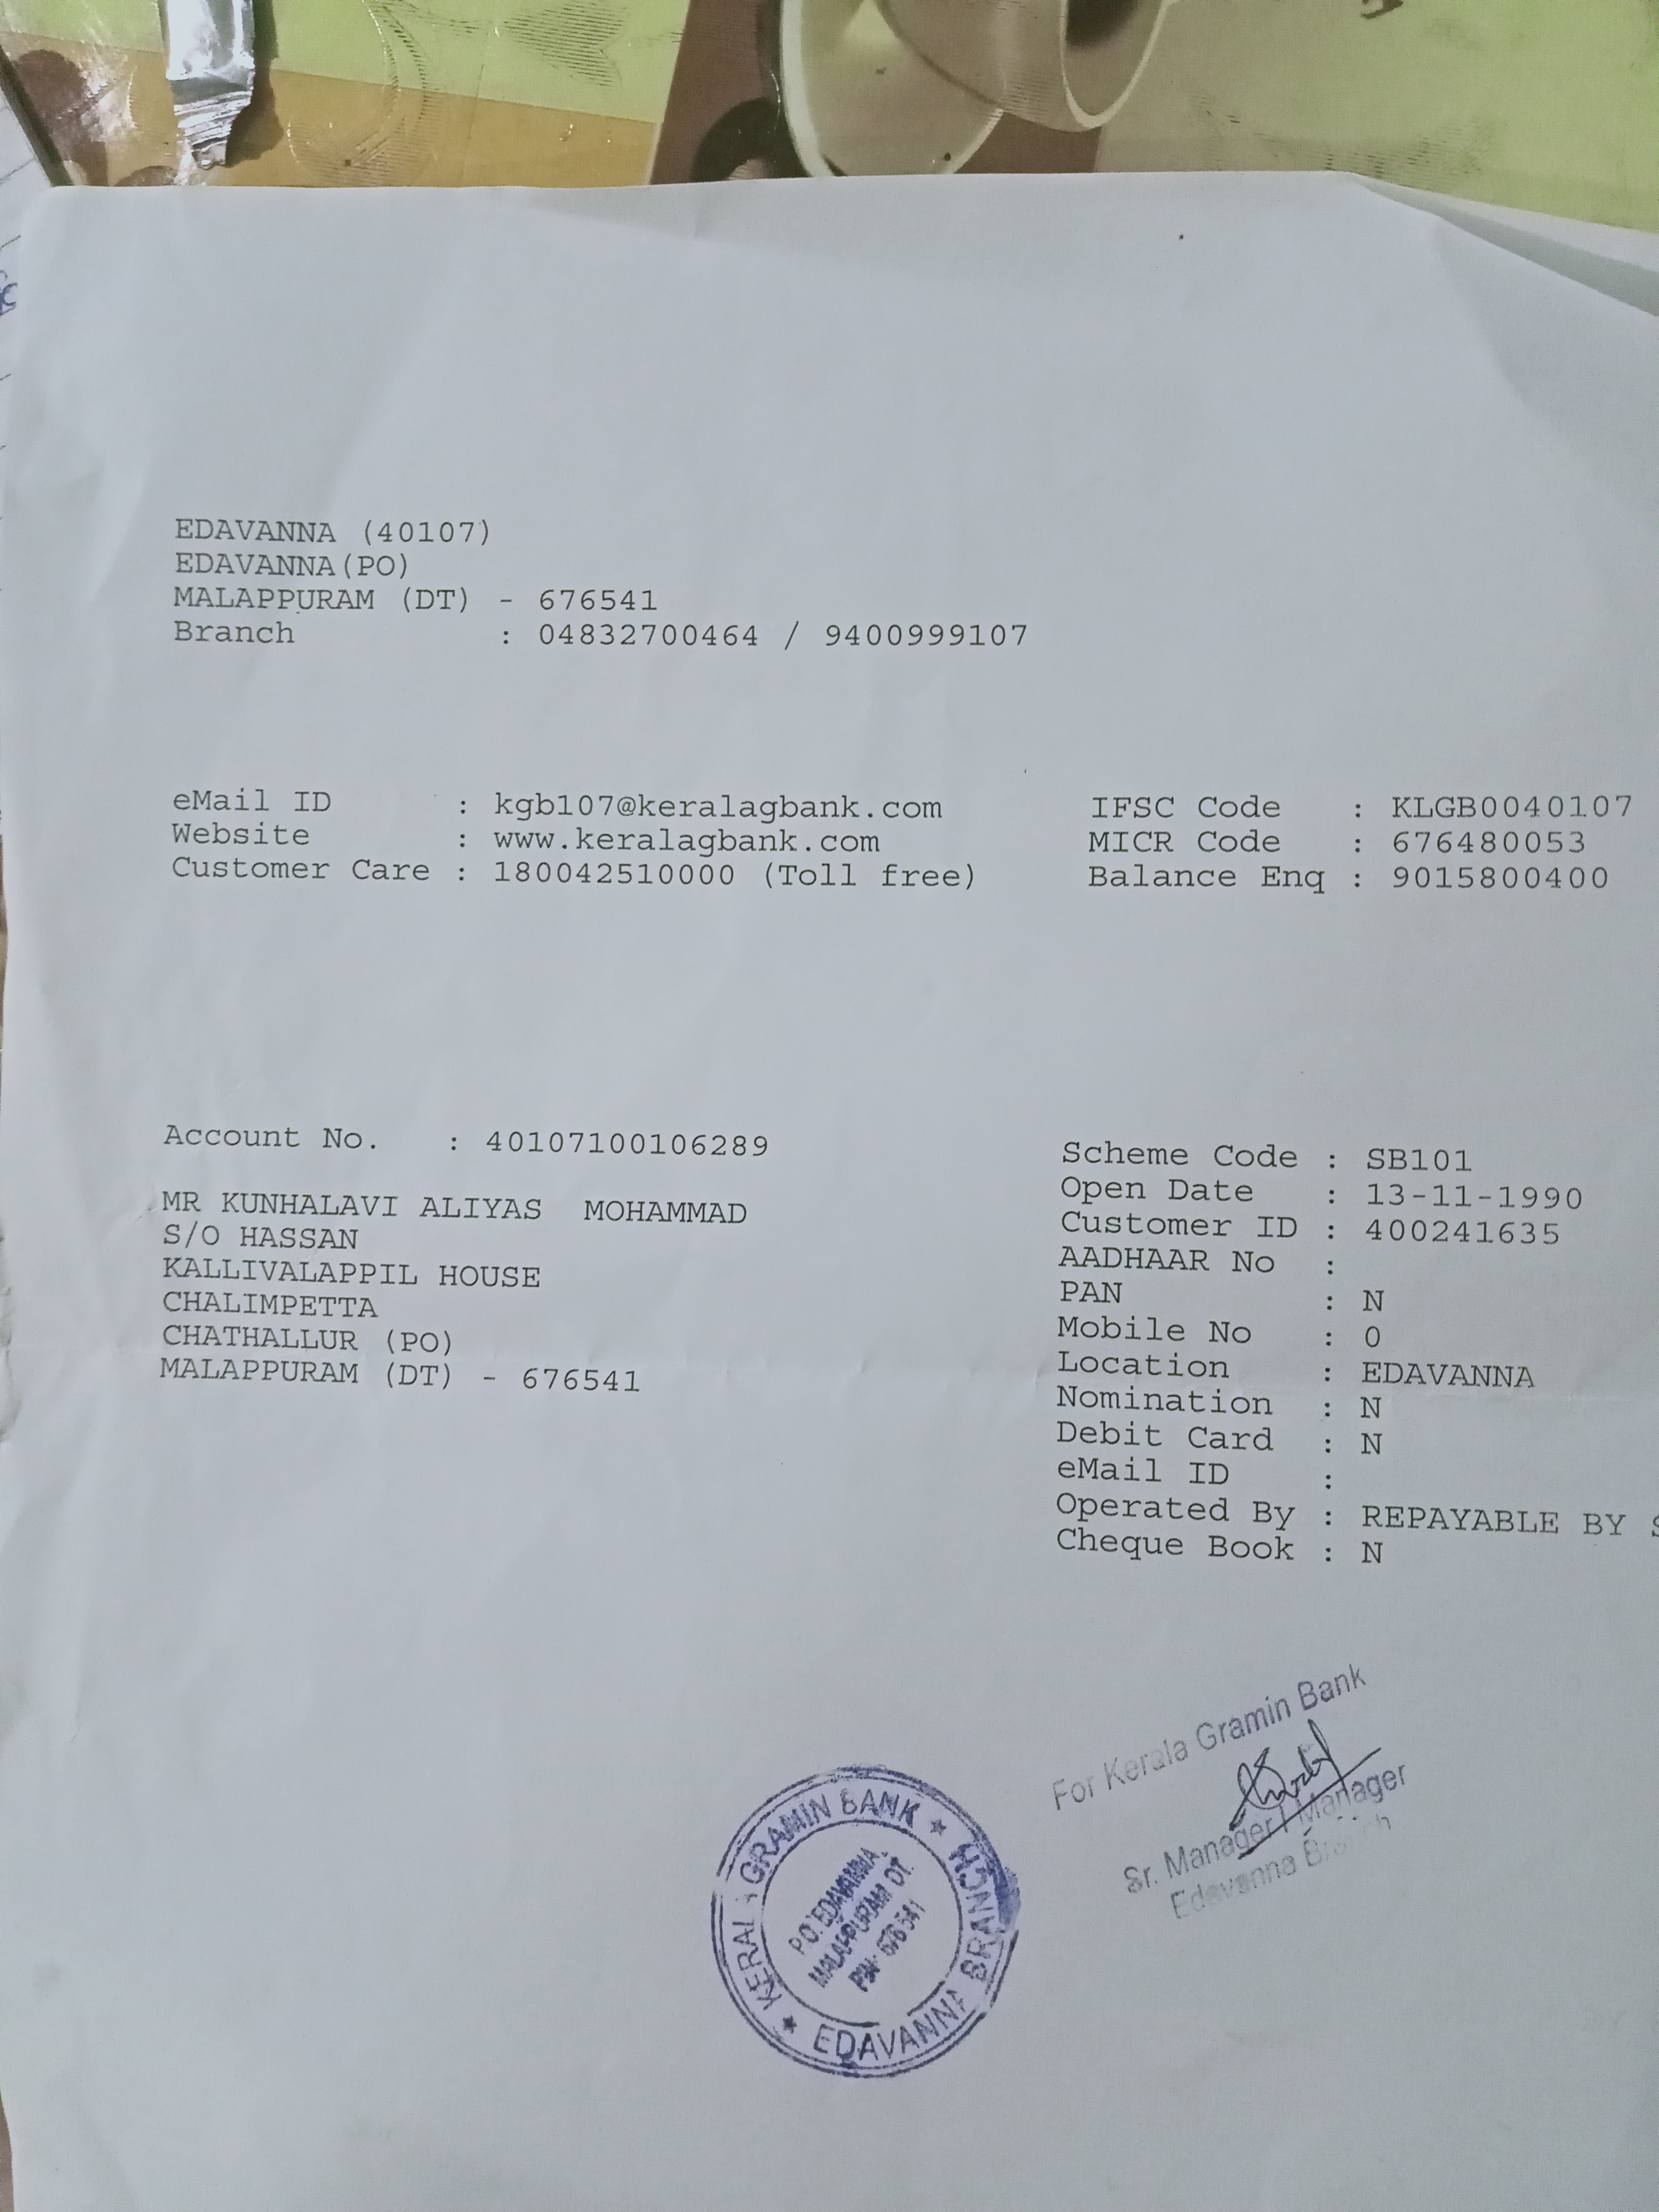 EDAVANNA (40107)
EDAVANNA(PO)
MALAPPURAM (DT) - 676541
Branch : 04832700464 / 9400999107
eMail ID : kgb107@keralagbank.com
Website : www.keralagbank.com
Customer Care : 180042510000 (Toll free)
IFSC Code : KLGB0040107
MICR Code : 676480053
Balance Enq : 9015800400
Account No. : 40107100106289
MR KUNHALAVI ALIYAS MOHAMMAD
S/O HASSAN
KALLIVALAPPIL HOUSE
CHALIMPETTA
CHATHALLUR (PO)
MALAPPURAM (DT) - 676541
Scheme Code : SB101
Open Date : 13-11-1990
Customer ID : 400241635
AADHAAR No :
PAN : N
Mobile No : 0
Location : EDAVANNA
Nomination : N
Debit Card : N
eMail ID :
Operated By : REPAYABLE BY
Cheque Book : N
For Kerala Gramin Bank
Sr. Manager / Manager
Edavanna Branch
KERALA GRAMIN BANK ★
EDAVANNA BRANCH ★
P.O. EDAVANNA
MALAPPURAM DT.
PIN: 676541